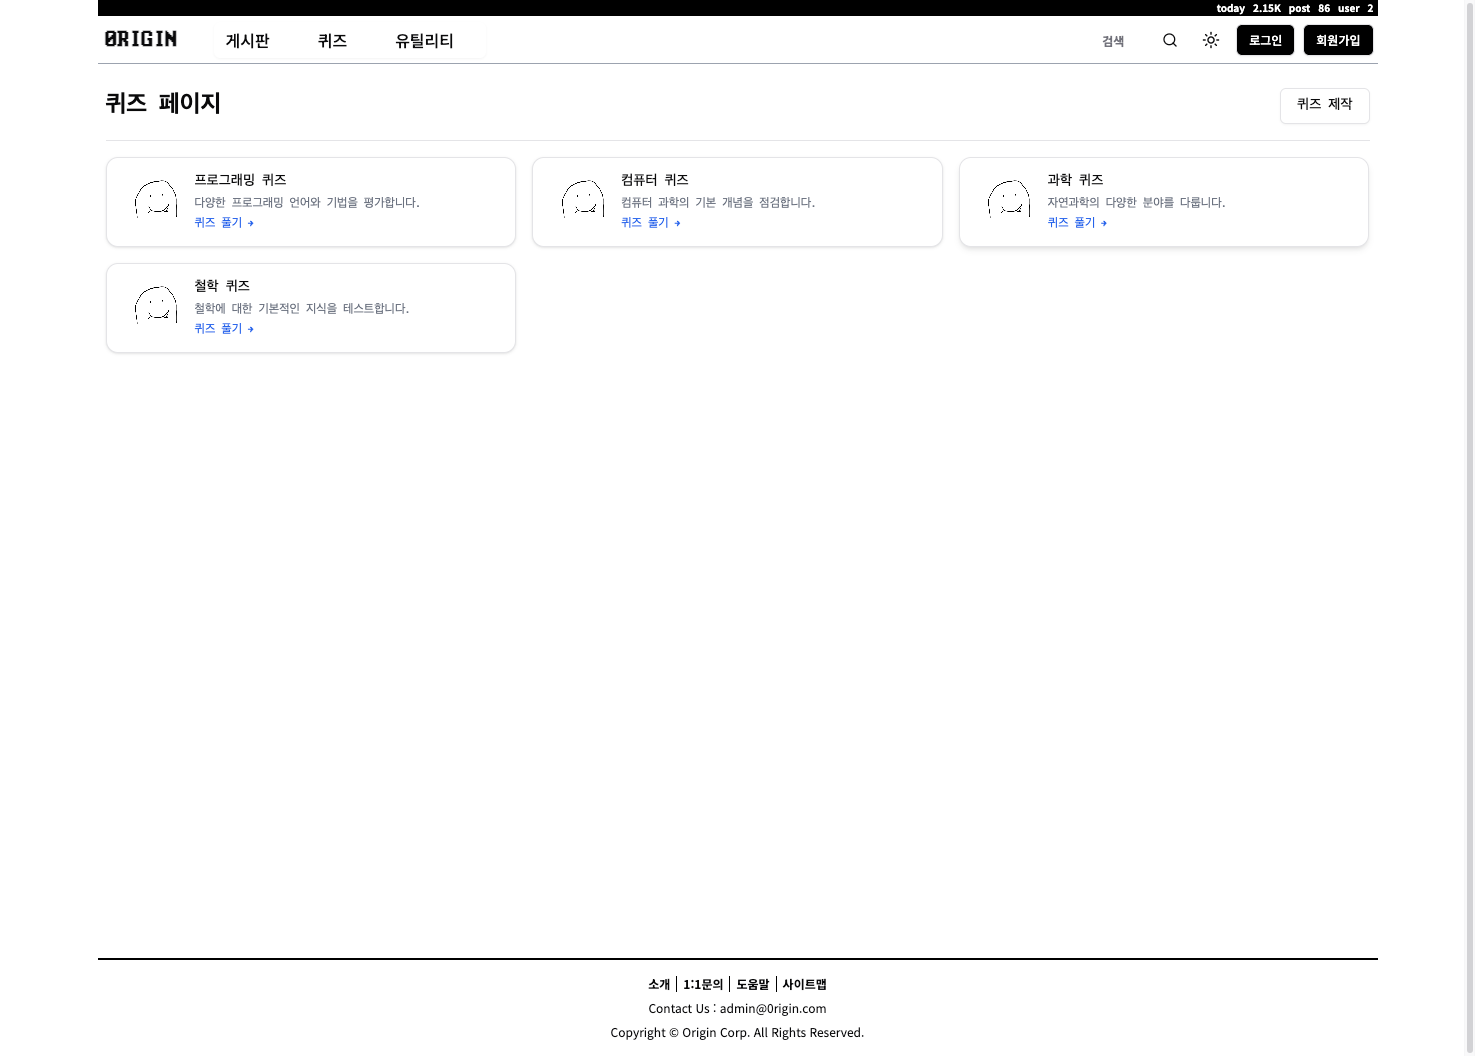 today 2.15K post 86 user 2
0RIGIN 게시판 퀴즈 유틸리티 검색 로그인 회원가입
퀴즈 페이지 퀴즈 제작
프로그래밍 퀴즈
다양한 프로그래밍 언어와 기법을 평가합니다.
퀴즈 풀기 →
컴퓨터 퀴즈
컴퓨터 과학의 기본 개념을 점검합니다.
퀴즈 풀기 →
과학 퀴즈
자연과학의 다양한 분야를 다룹니다.
퀴즈 풀기 →
철학 퀴즈
철학에 대한 기본적인 지식을 테스트합니다.
퀴즈 풀기 →
소개 | 1:1문의 | 도움말 | 사이트맵
Contact Us : admin@0rigin.com
Copyright © Origin Corp. All Rights Reserved.